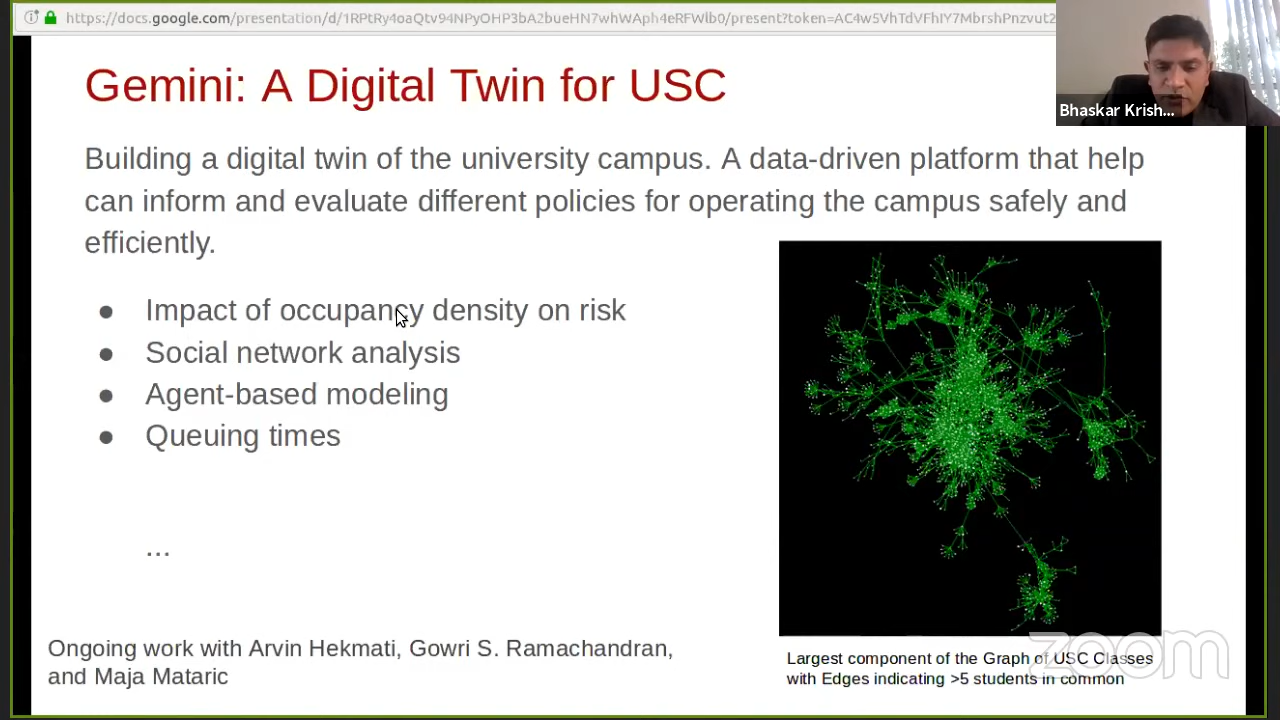 https://docs.google.com/presentation/d/1RPtRy4oaQtv94NPyOHP3bA2bueHN7whWAph4eRFWlb0/present?token=AC4w5VhTdVFhIY7MbrshPnzvut2
Bhaskar Krish...
Gemini: A Digital Twin for USC
Building a digital twin of the university campus. A data-driven platform that help
can inform and evaluate different policies for operating the campus safely and
efficiently.
● Impact of occupancy density on risk
● Social network analysis
● Agent-based modeling
● Queuing times
...
Ongoing work with Arvin Hekmati, Gowri S. Ramachandran,
and Maja Mataric
Largest component of the Graph of USC Classes
with Edges indicating >5 students in common
zoom